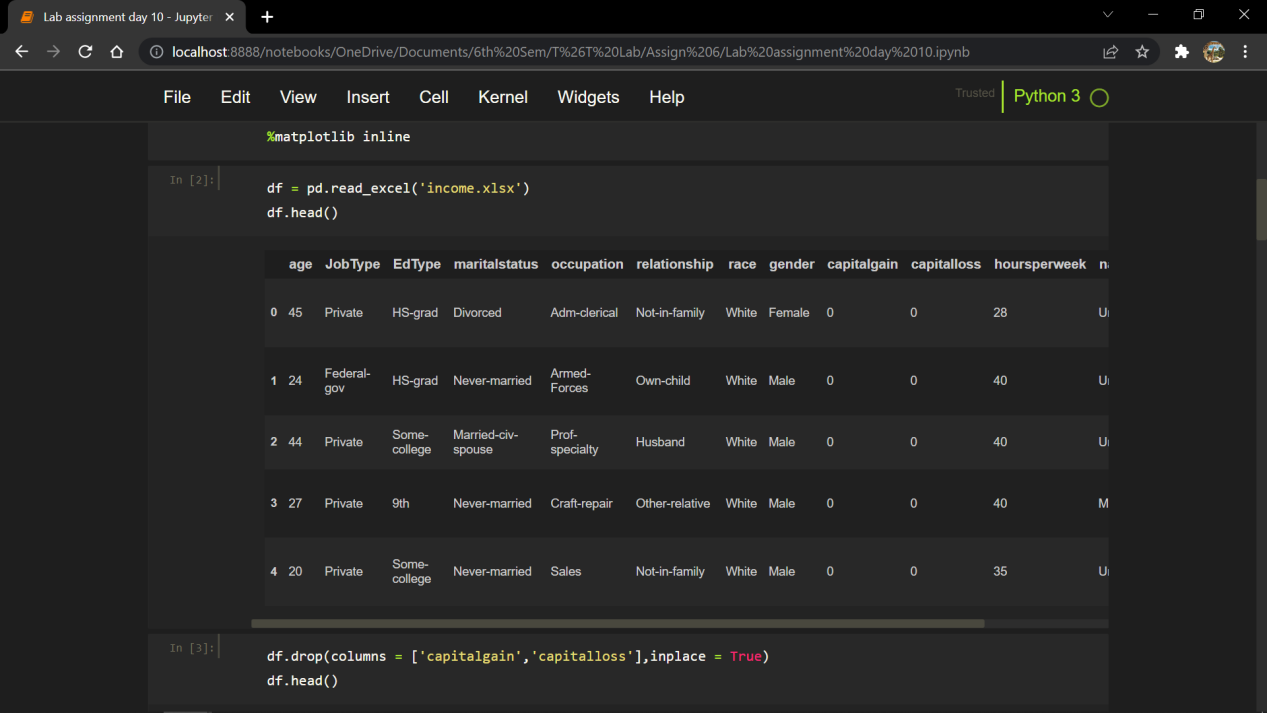 Lab assignment day 10 - Jupyter
localhost:8888/notebooks/OneDrive/Documents/6th%20Sem/T%26T%20Lab/Assign%206/Lab%20assignment%20day%2010.ipynb
File Edit View Insert Cell Kernel Widgets Help Trusted Python 3
%matplotlib inline
In [2]:
df = pd.read_excel('income.xlsx')
df.head()
age JobType EdType maritalstatus occupation relationship race gender capitalgain capitalloss hoursperweek
0 45 Private HS-grad Divorced Adm-clerical Not-in-family White Female 0 0 28
1 24 Federal-gov HS-grad Never-married Armed-Forces Own-child White Male 0 0 40
2 44 Private Some-college Married-civ-spouse Prof-specialty Husband White Male 0 0 40
3 27 Private 9th Never-married Craft-repair Other-relative White Male 0 0 40
4 20 Private Some-college Never-married Sales Not-in-family White Male 0 0 35
In [3]:
df.drop(columns = ['capitalgain','capitalloss'],inplace = True)
df.head()